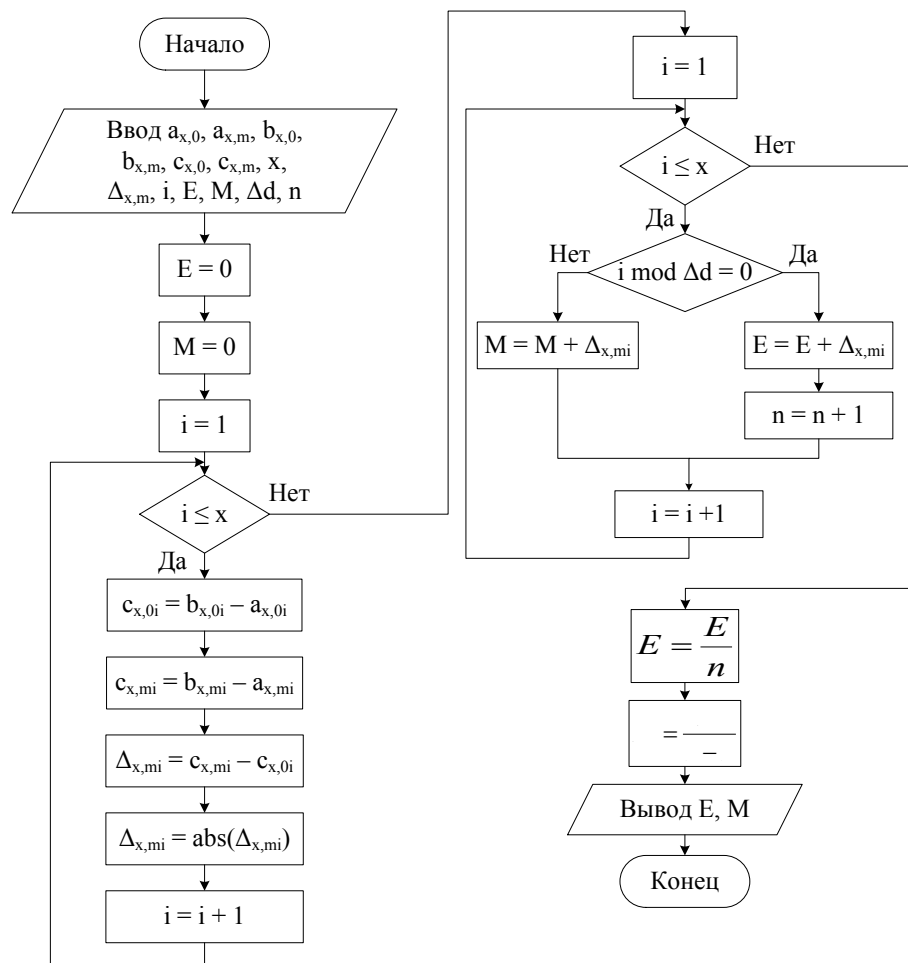 Начало
Ввод a_{x,0}, a_{x,m}, b_{x,0},
b_{x,m}, c_{x,0}, c_{x,m}, x,
Δ_{x,m}, i, E, M, Δd, n
E = 0
M = 0
i = 1
i ≤ x
Нет
Да
c_{x,0i} = b_{x,0i} – a_{x,0i}
c_{x,mi} = b_{x,mi} – a_{x,mi}
Δ_{x,mi} = c_{x,mi} – c_{x,0i}
Δ_{x,mi} = abs(Δ_{x,mi})
i = i + 1
i = 1
i ≤ x
Нет
Да
Нет
i mod Δd = 0
Да
M = M + Δ_{x,mi}
E = E + Δ_{x,mi}
n = n + 1
i = i +1
E = E/n
= –
Вывод E, M
Конец